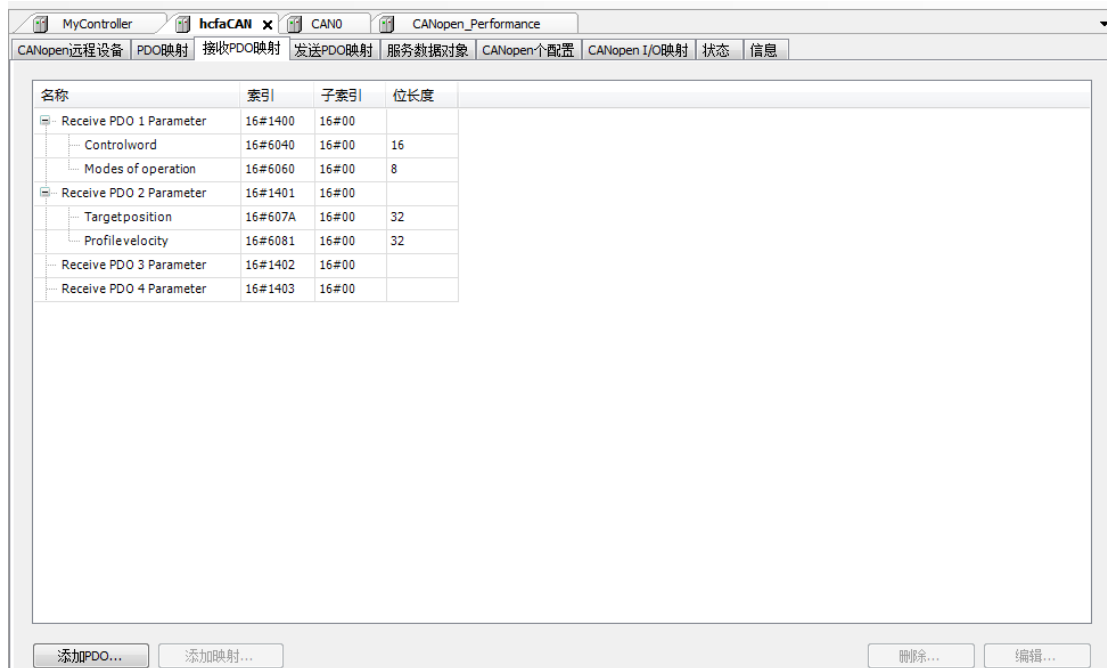 MyController hcfaCAN x CAN0 CANopen_Performance
CANopen远程设备 PDO映射 接收PDO映射 发送PDO映射 服务数据对象 CANopen个配置 CANopen I/O映射 状态 信息
名称 索引 子索引 位长度
Receive PDO 1 Parameter 16#1400 16#00
Controlword 16#6040 16#00 16
Modes of operation 16#6060 16#00 8
Receive PDO 2 Parameter 16#1401 16#00
Targetposition 16#607A 16#00 32
Profilevelocity 16#6081 16#00 32
Receive PDO 3 Parameter 16#1402 16#00
Receive PDO 4 Parameter 16#1403 16#00
添加PDO... 添加映射... 删除... 编辑...